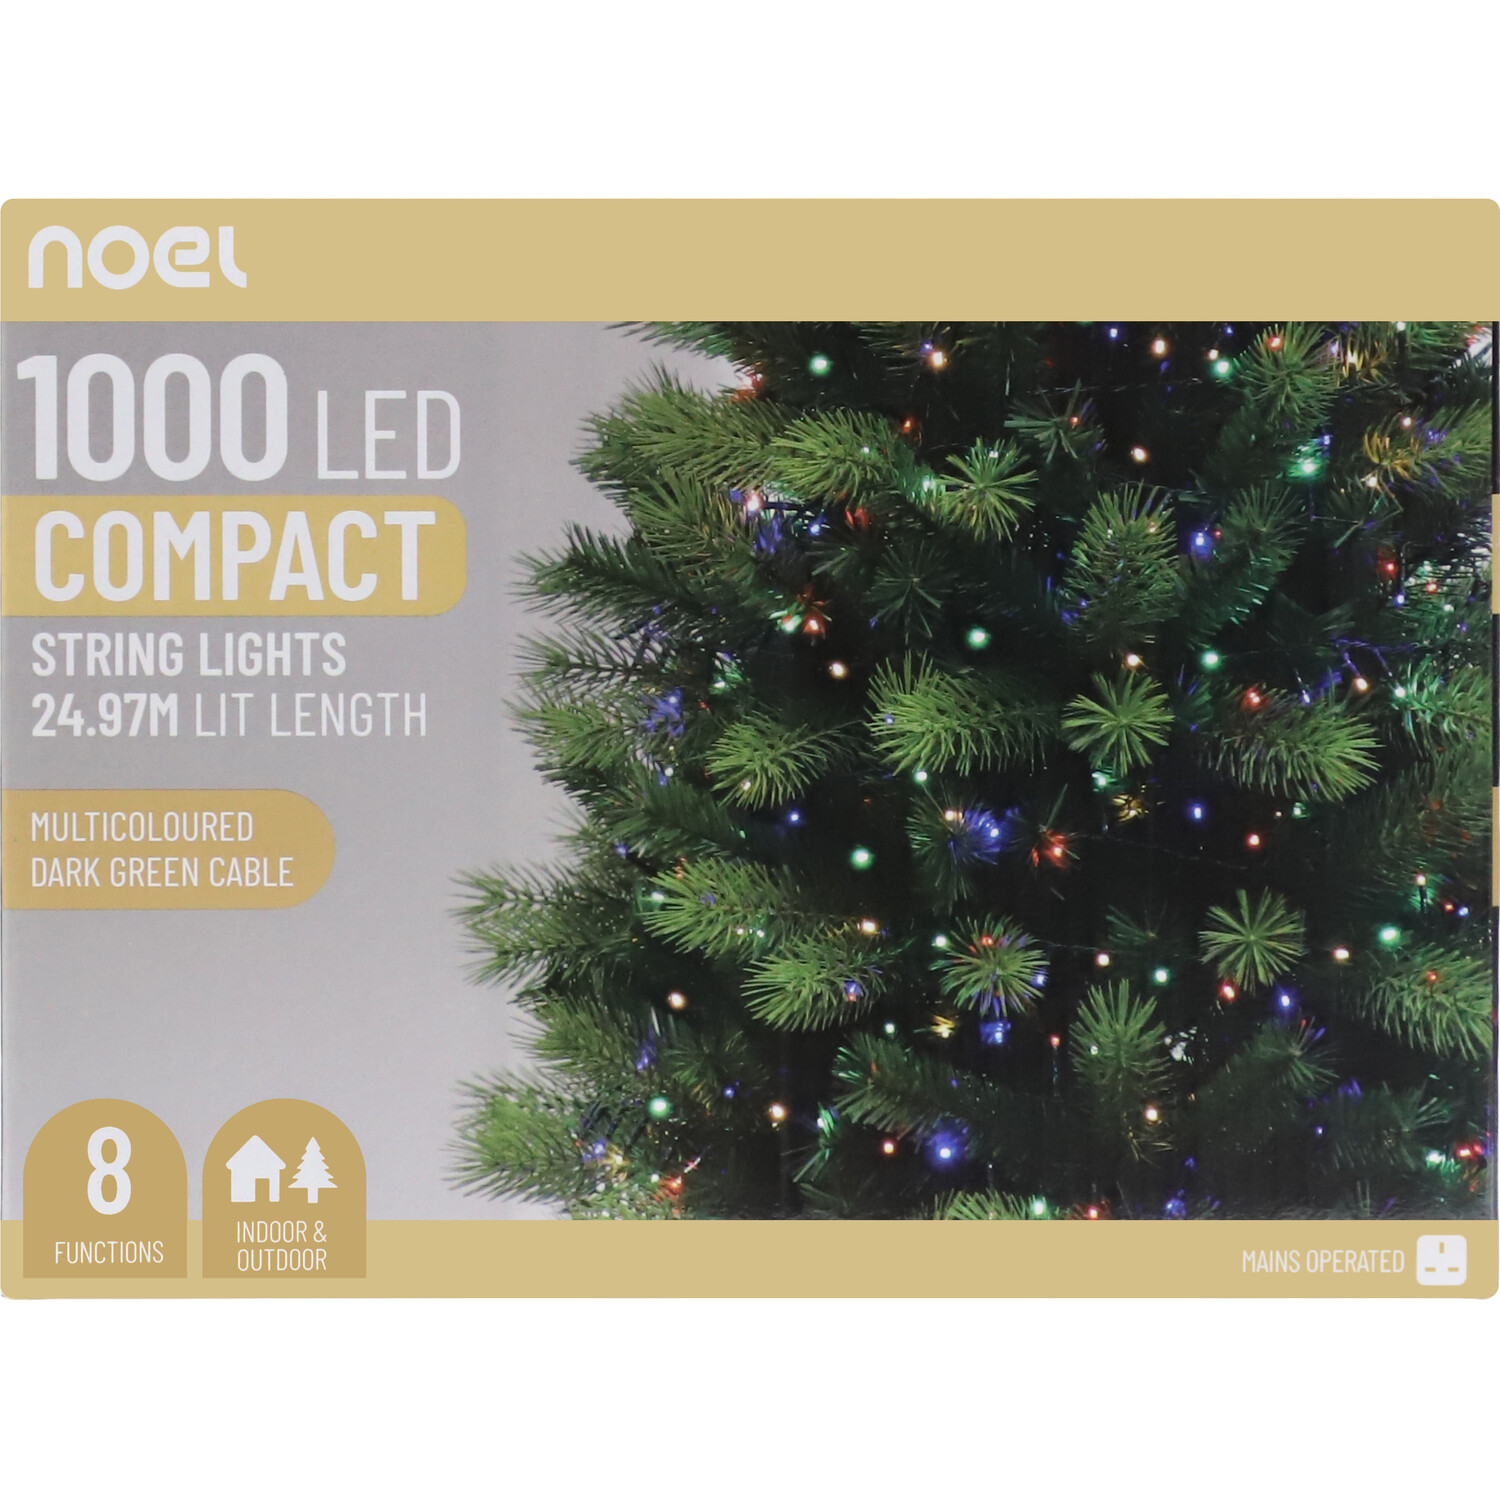 noel
1000 LED
COMPACT
STRING LIGHTS
24.97M LIT LENGTH
MULTICOLOURED
DARK GREEN CABLE
8
FUNCTIONS
INDOOR &
OUTDOOR
MAINS OPERATED